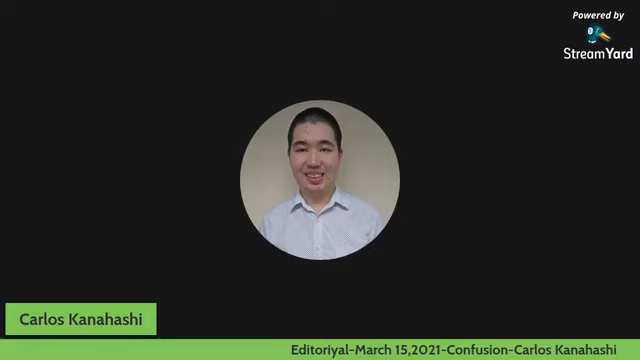 Powered by
StreamYard
Carlos Kanahashi
Editoriyal-March 15,2021-Confusion-Carlos Kanahashi